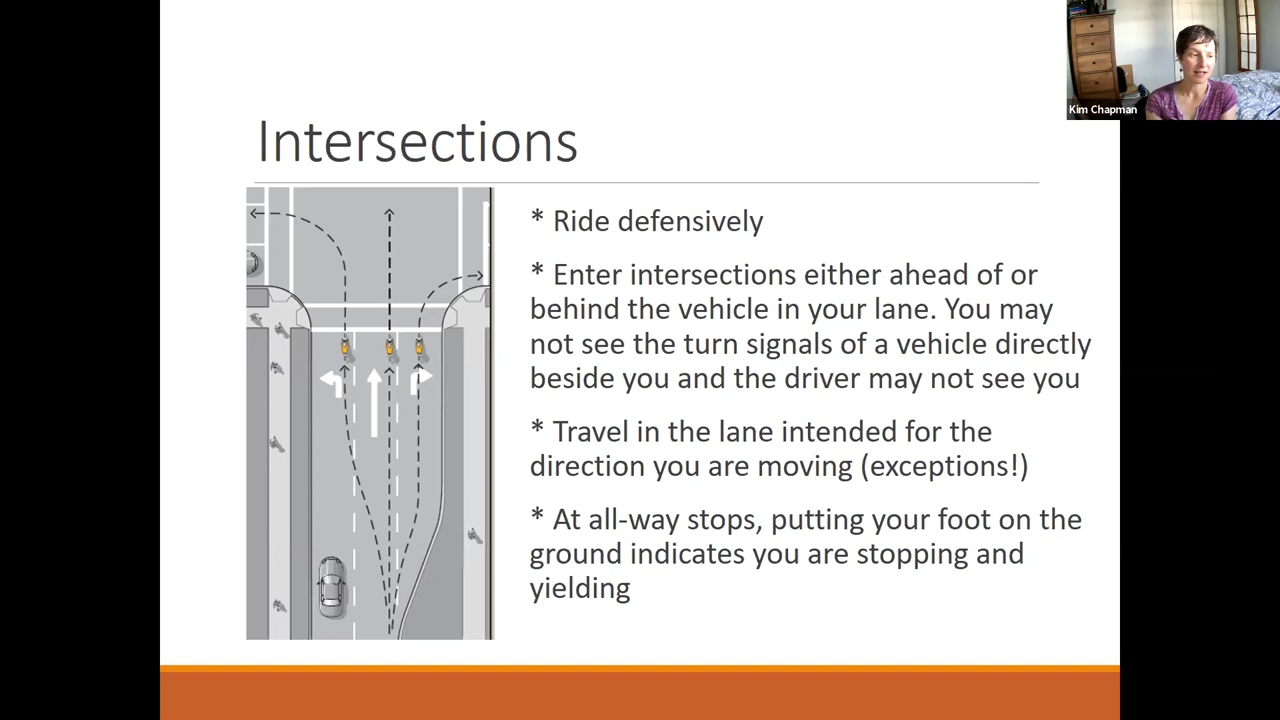 Kim Chapman
Intersections
* Ride defensively
* Enter intersections either ahead of or
behind the vehicle in your lane. You may
not see the turn signals of a vehicle directly
beside you and the driver may not see you
* Travel in the lane intended for the
direction you are moving (exceptions!)
* At all-way stops, putting your foot on the
ground indicates you are stopping and
yielding